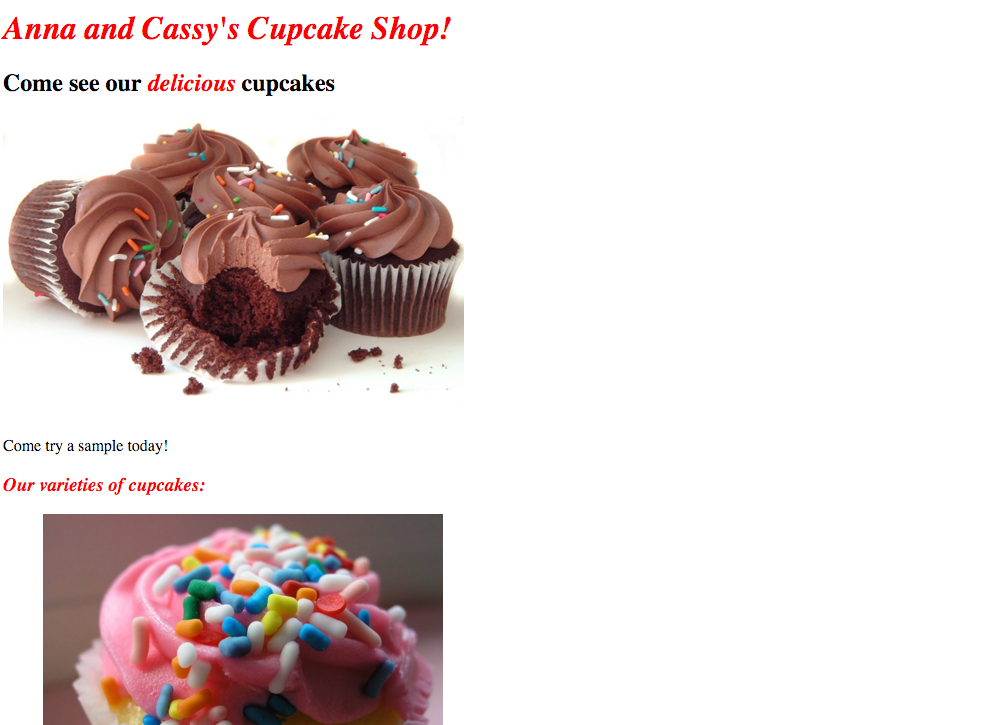 Anna and Cassy's Cupcake Shop!
Come see our delicious cupcakes
Come try a sample today!
Our varieties of cupcakes: